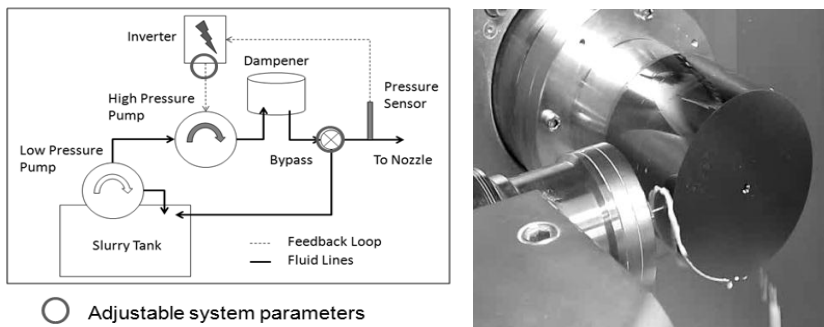 Inverter
Dampener
High Pressure
Pump
Pressure
Sensor
Low Pressure
Pump
Bypass
To Nozzle
Slurry Tank
Feedback Loop
Fluid Lines
Adjustable system parameters